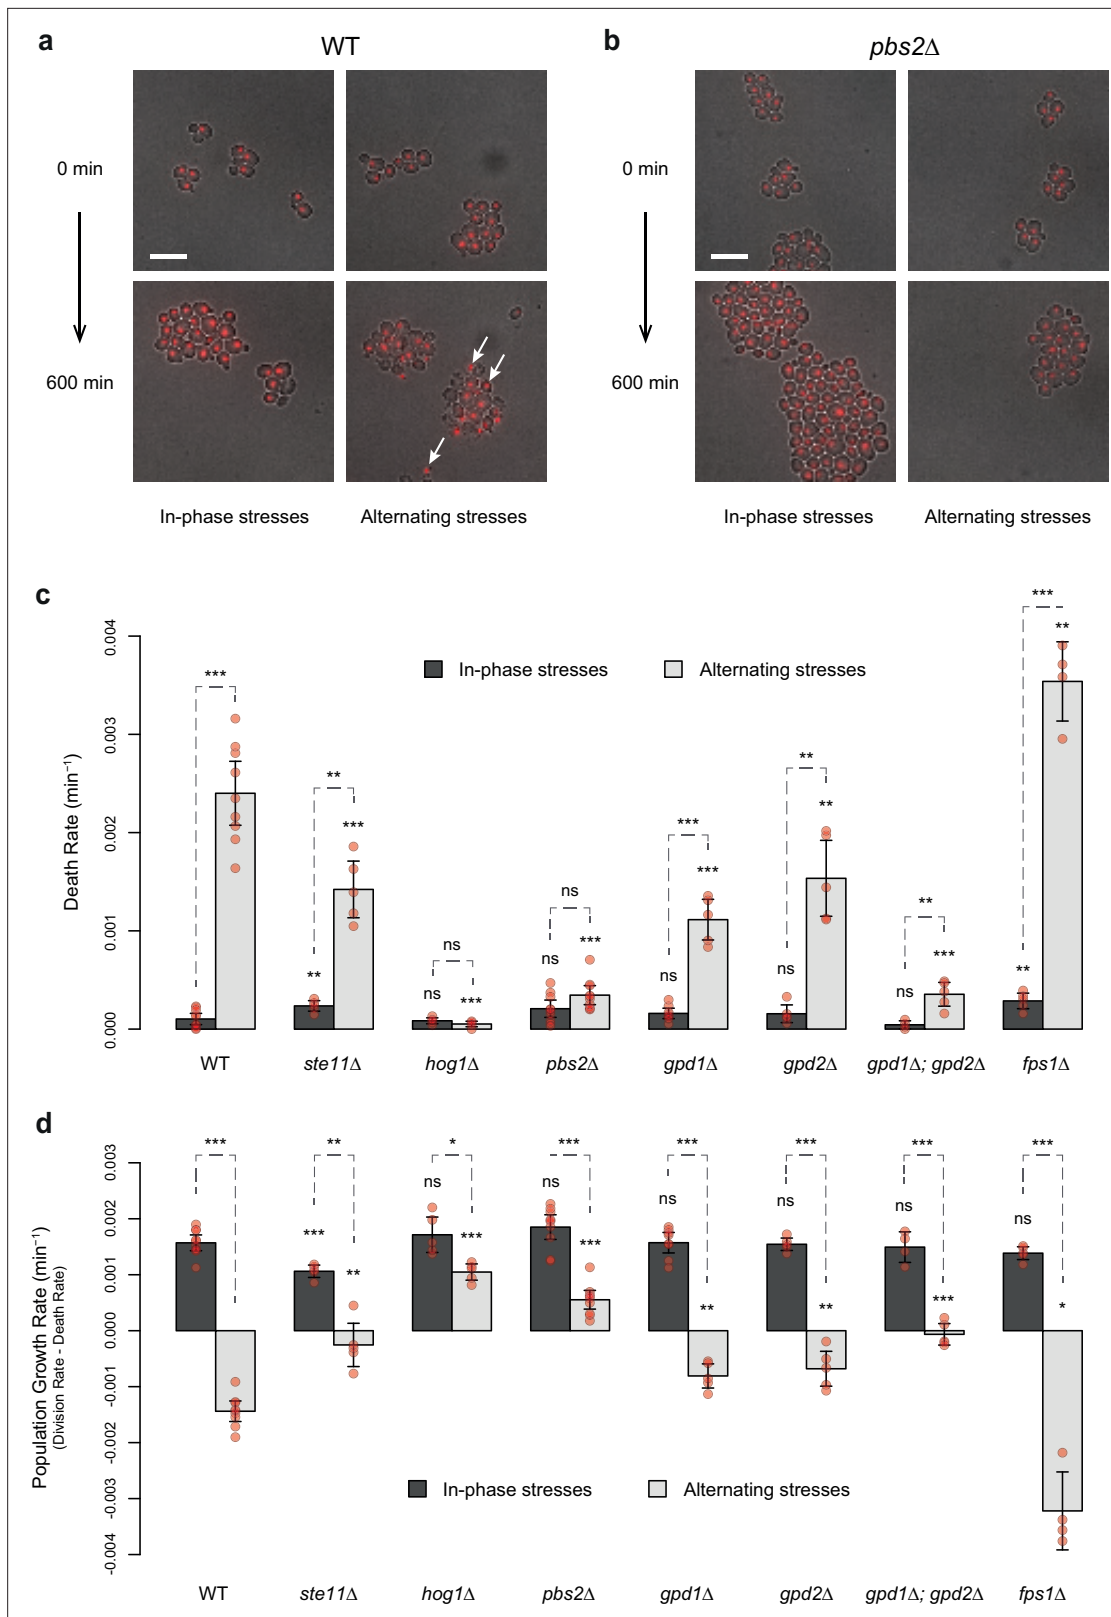 a
WT
b
pbs2Δ
0 min
0 min
600 min
600 min
In-phase stresses
Alternating stresses
In-phase stresses
Alternating stresses
c
Death Rate (min⁻¹)
0.004
0.003
0.002
0.001
0.000
In-phase stresses
Alternating stresses
***
** *** **
ns *** ns
ns *** ns
ns *** ***
ns ** **
ns *** **
** ** ***
WT
ste11Δ
hog1Δ
pbs2Δ
gpd1Δ
gpd2Δ
gpd1Δ; gpd2Δ
fps1Δ
d
Population Growth Rate (min⁻¹)
(Division Rate - Death Rate)
0.003
0.002
0.001
0.000
-0.001
-0.002
-0.003
-0.004
***
*** ** **
ns *** *
ns *** ***
ns ** ***
ns ** ***
ns *** ***
ns * ***
In-phase stresses
Alternating stresses
WT
ste11Δ
hog1Δ
pbs2Δ
gpd1Δ
gpd2Δ
gpd1Δ; gpd2Δ
fps1Δ